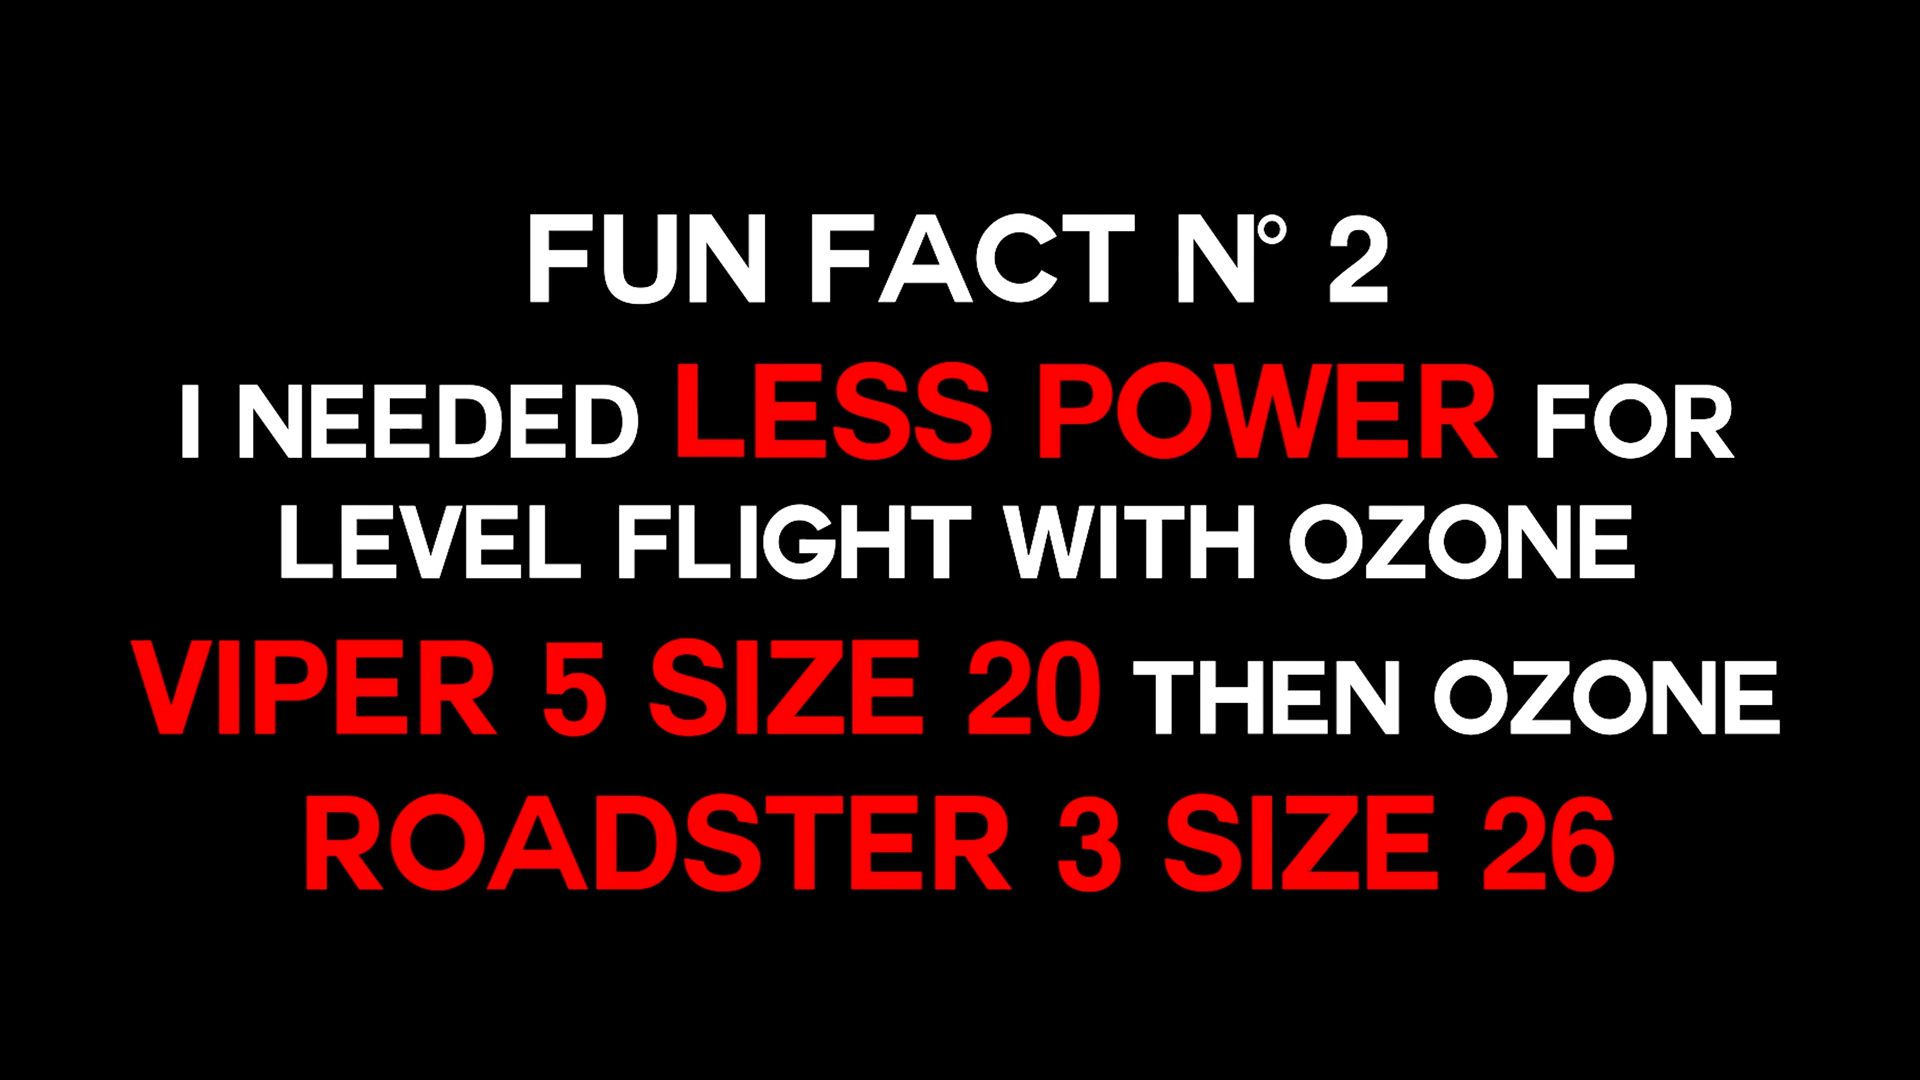 FUN FACT N° 2
I NEEDED LESS POWER FOR
LEVEL FLIGHT WITH OZONE
VIPER 5 SIZE 20 THEN OZONE
ROADSTER 3 SIZE 26